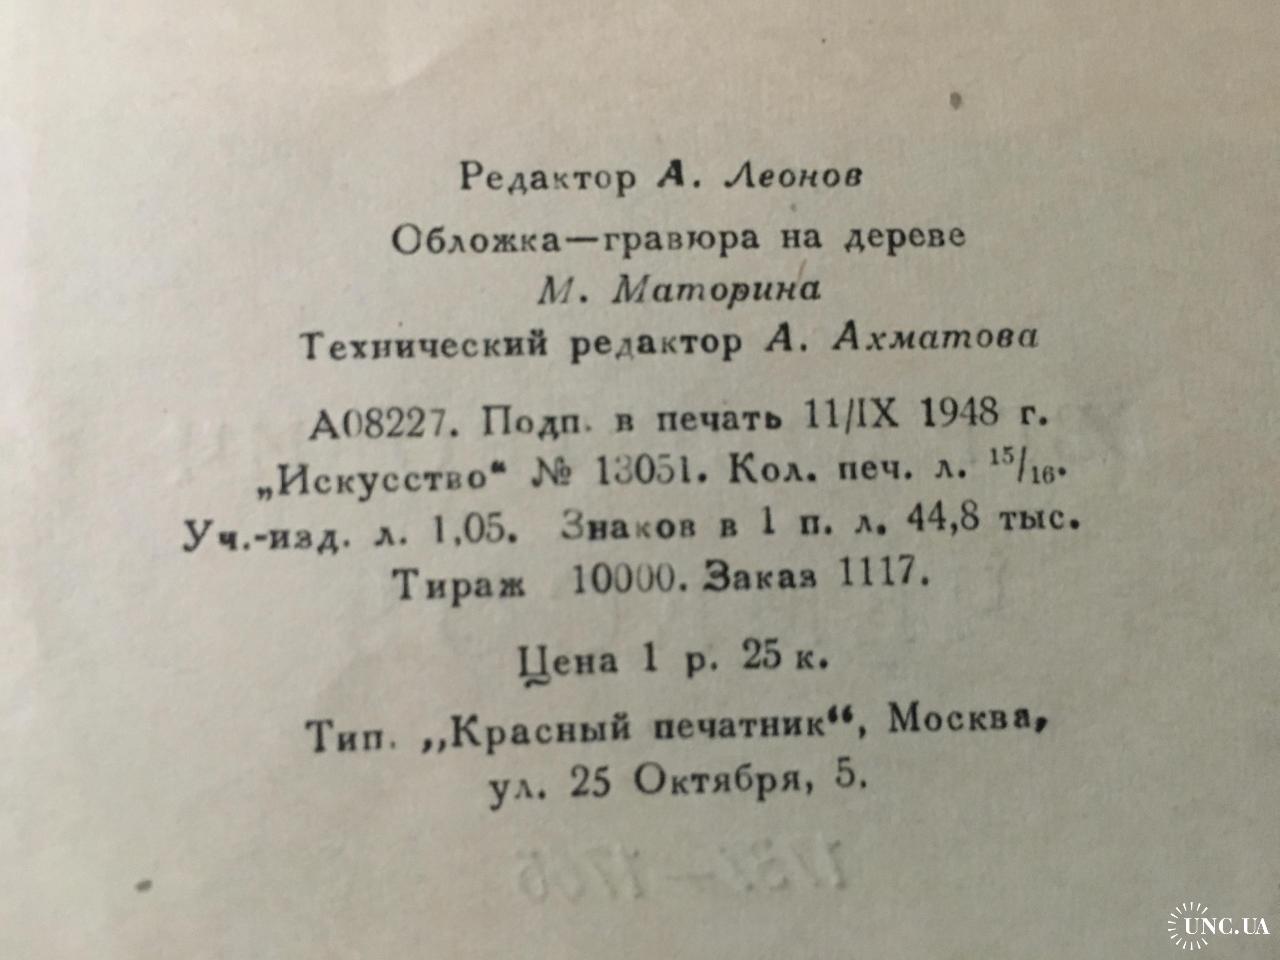 Редактор А. Леонов
Обложка—гравюра на дереве
М. Маторина
Технический редактор А. Ахматова
А08227. Подп. в печать 11/IX 1948 г.
„Искусство“ № 13051. Кол. печ. л. 15/16.
Уч.-изд. л. 1,05. Знаков в 1 п. л. 44,8 тыс.
Тираж 10000. Заказ 1117.
Цена 1 р. 25 к.
Тип. „Красный печатник“, Москва,
ул. 25 Октября, 5.
UNC.UA